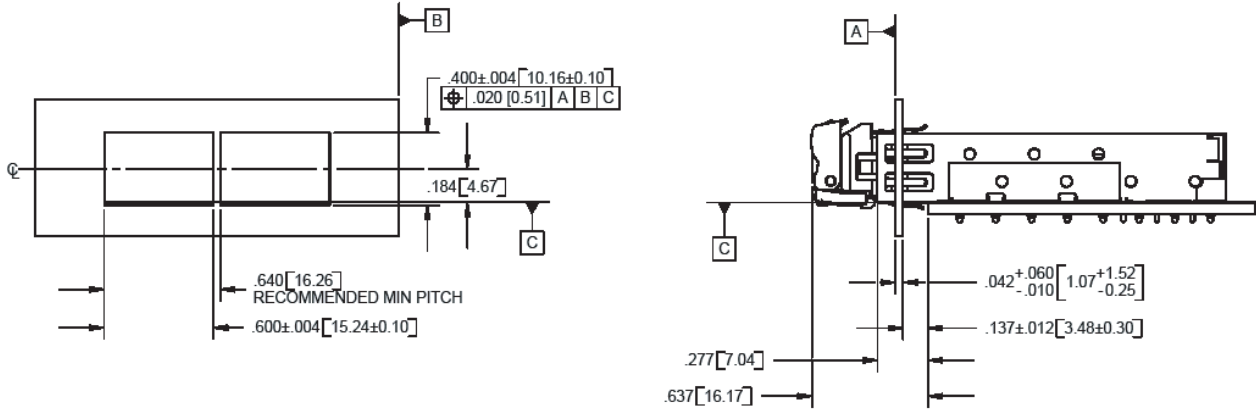 B
A
.400±.004[10.16±0.10]
⌖ .020 [0.51] A B C
℄
.184[4.67]
C
C
.640[16.26]
RECOMMENDED MIN PITCH
.600±.004[15.24±0.10]
.042 +.060 -.010 [1.07 +1.52 -0.25]
.137±.012[3.48±0.30]
.277[7.04]
.637[16.17]